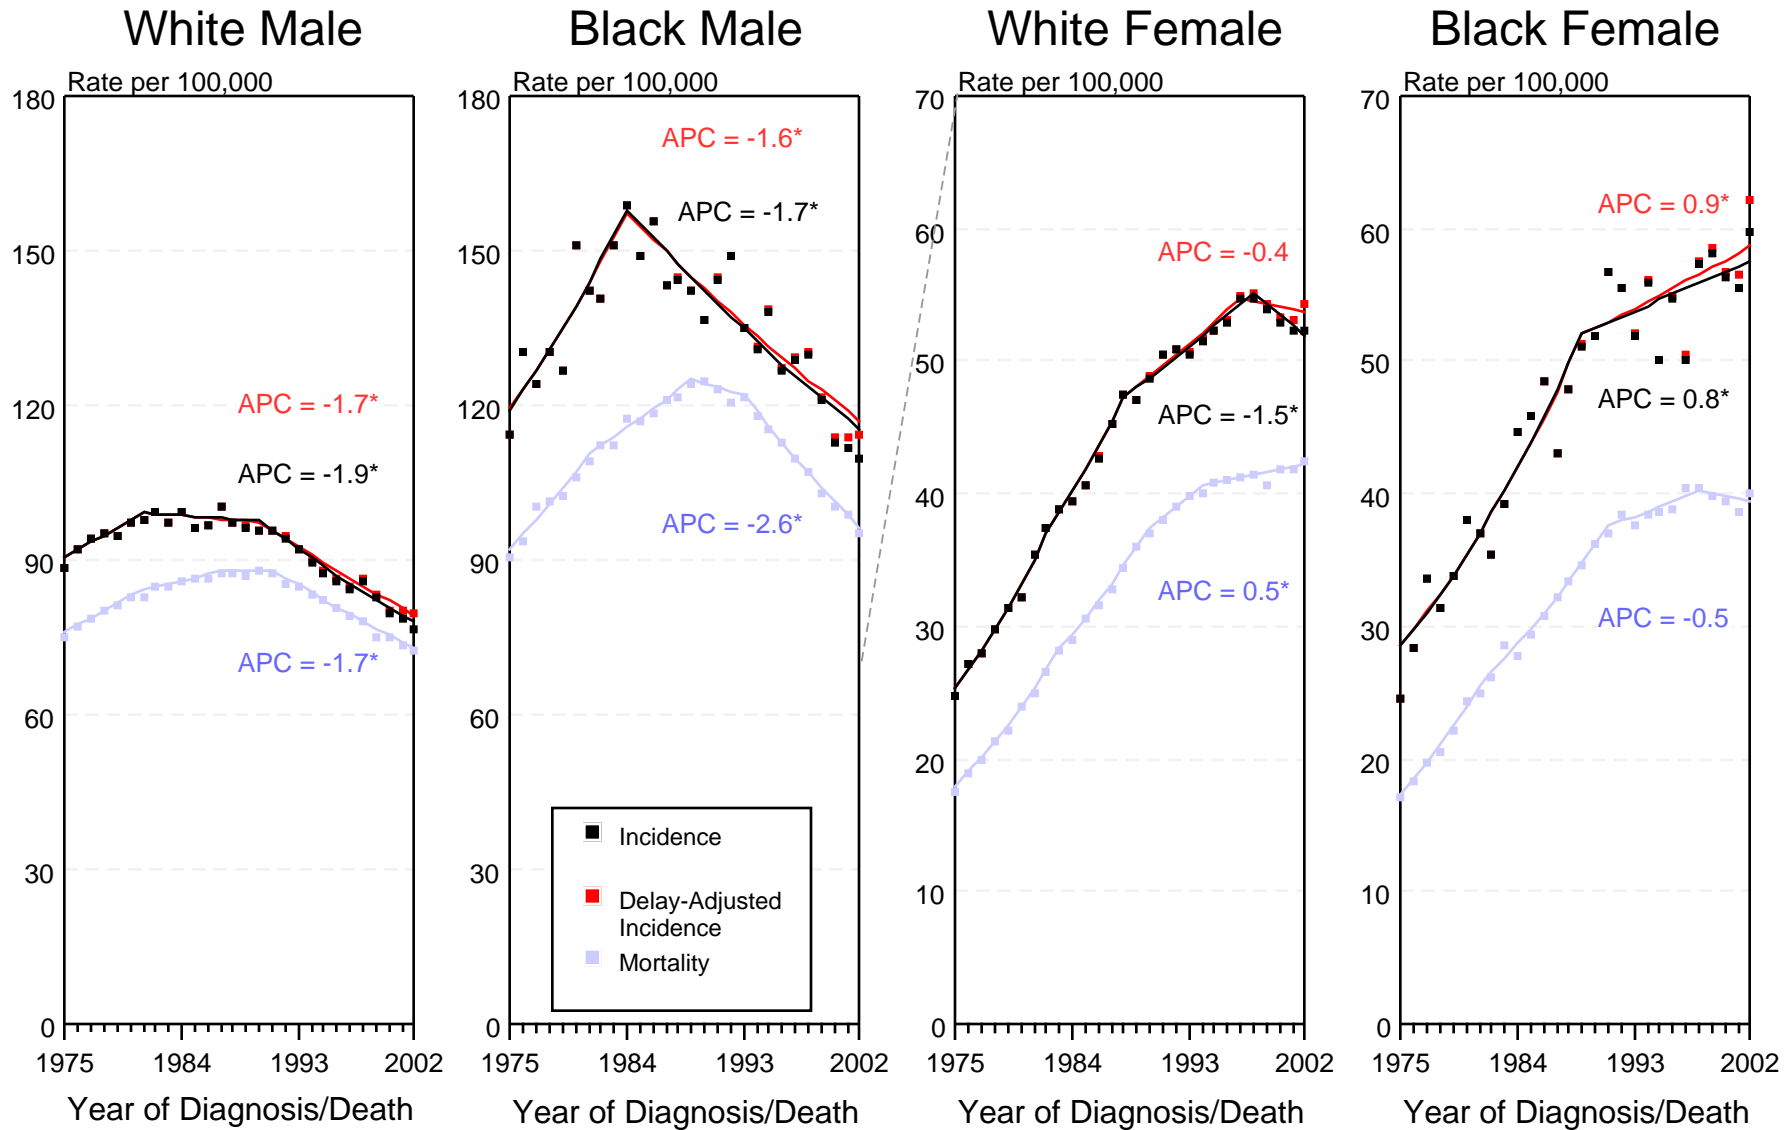 White Male
Black Male
White Female
Black Female
Rate per 100,000
Rate per 100,000
Rate per 100,000
Rate per 100,000
180
150
120
90
60
30
0
APC = -1.7*
APC = -1.9*
APC = -1.7*
1975
1984
1993
2002
Year of Diagnosis/Death
180
150
120
90
60
30
0
APC = -1.6*
APC = -1.7*
APC = -2.6*
Incidence
Delay-Adjusted
Incidence
Mortality
1975
1984
1993
2002
Year of Diagnosis/Death
70
60
50
40
30
20
10
0
APC = -0.4
APC = -1.5*
APC = 0.5*
1975
1984
1993
2002
Year of Diagnosis/Death
70
60
50
40
30
20
10
0
APC = 0.9*
APC = 0.8*
APC = -0.5
1975
1984
1993
2002
Year of Diagnosis/Death